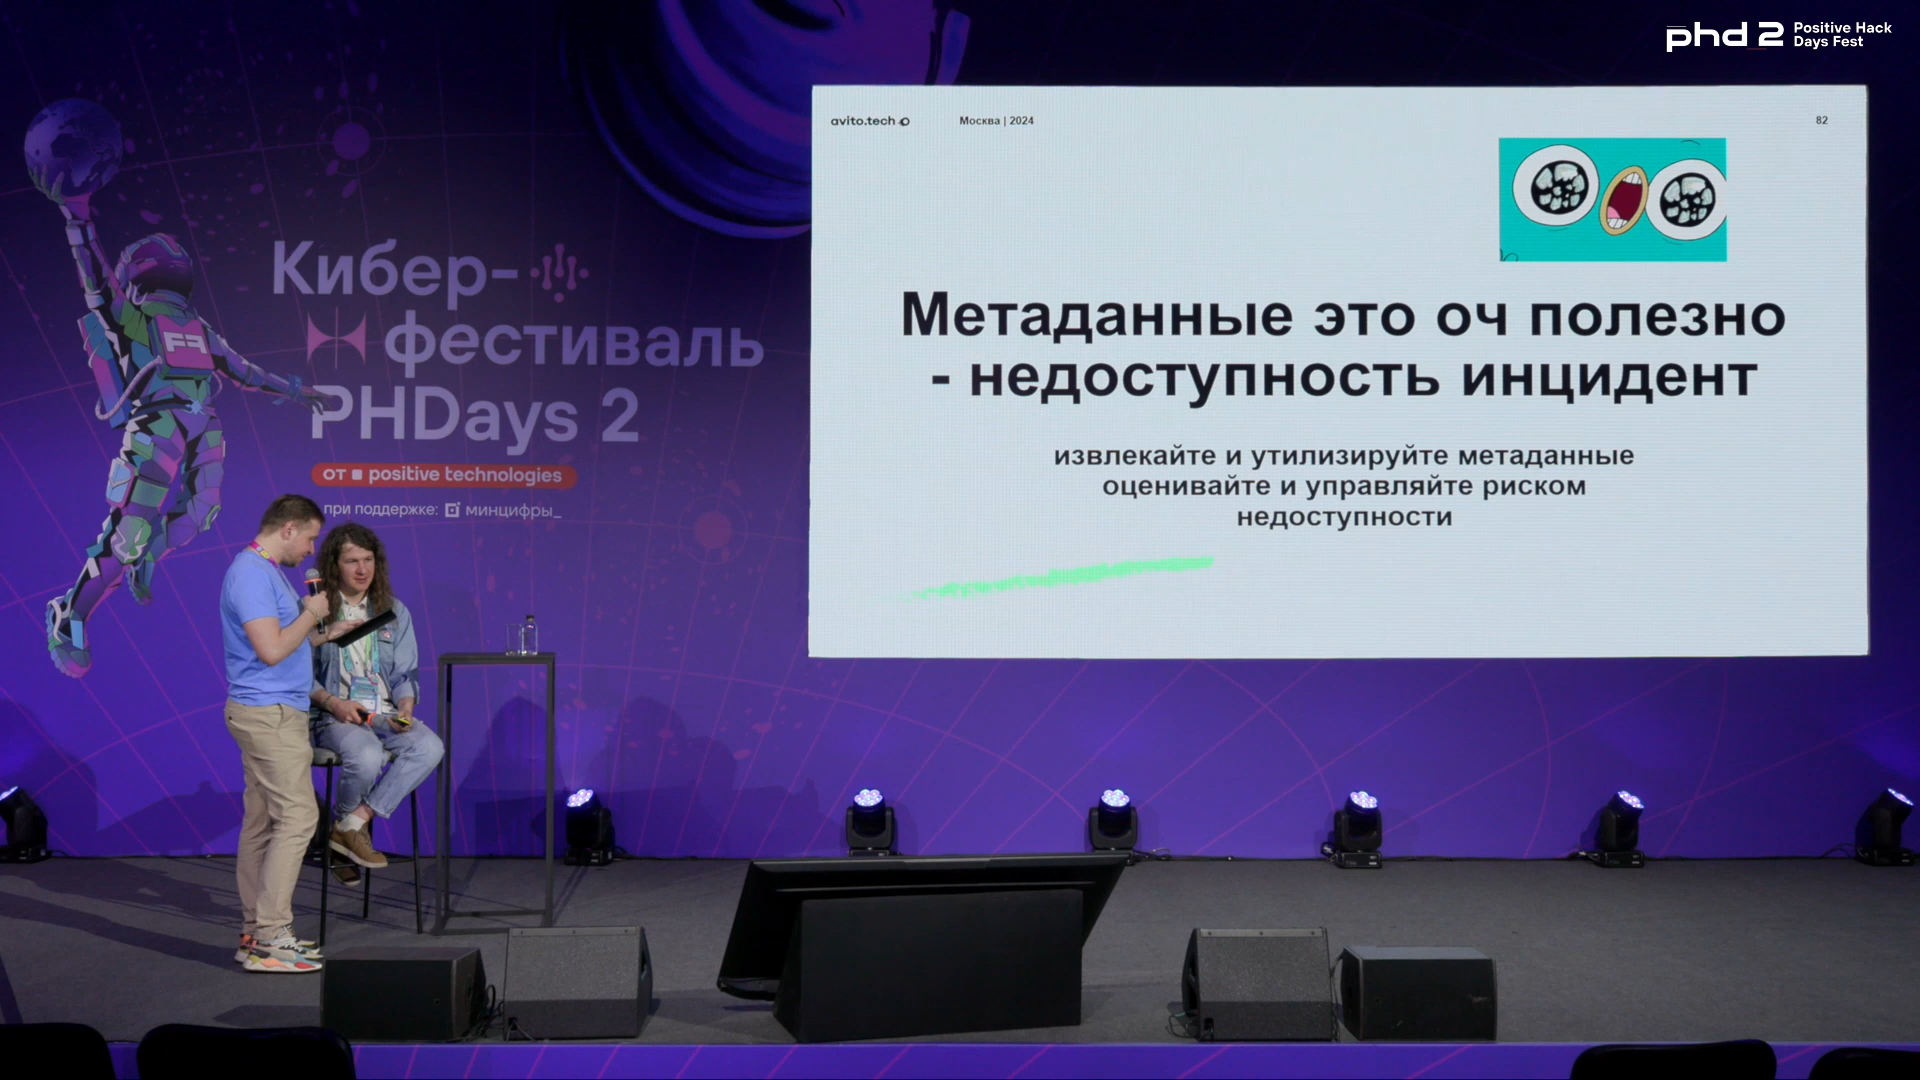 phd 2 Positive Hack
Days Fest
avito.tech
Москва | 2024
82
Метаданные это оч полезно
- недоступность инцидент
извлекайте и утилизируйте метаданные
оценивайте и управляйте риском
недоступности
Кибер-
фестиваль
PHDays 2
от positive technologies
при поддержке: минцифры_